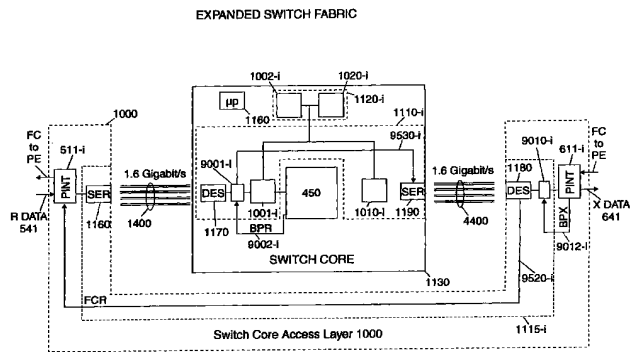 EXPANDED SWITCH FABRIC
1002-i
1020-i
1120-i
μp
1160
1110-i
1000
FC
to
PE
511-i
PINT
R DATA
541
SER
1160
1.6 Gigabit/s
1400
9001-i
DES
1170
1001-i
BPR
9002-i
450
9530-i
1010-i
SER
1190
SWITCH CORE
1130
1.6 Gigabit/s
4400
9010-i
1180
DES
611-i
PINT
FC
to
PE
X DATA
641
BPX
9012-i
9520-i
FCR
Switch Core Access Layer 1000
1115-i